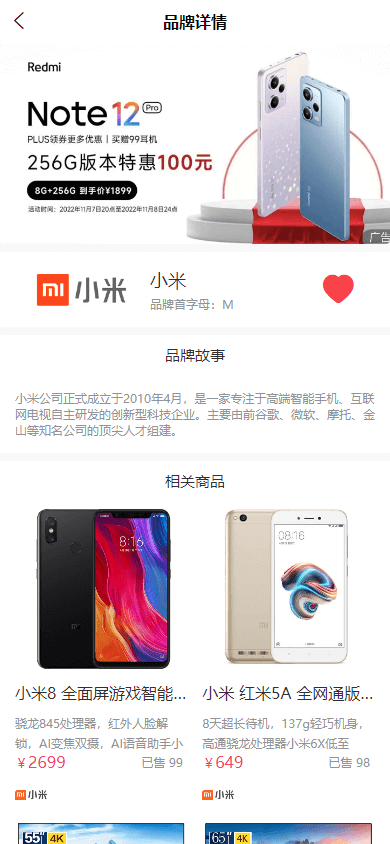 品牌详情
Redmi
Note 12 Pro
PLUS领券更多优惠｜买赠99耳机
256G版本特惠100元
8G+256G 到手价¥1899
活动时间：2022年11月7日20点至2022年11月8日24点
广告
小米
小米
品牌首字母：M
品牌故事
小米公司正式成立于2010年4月，是一家专注于高端智能手机、互联
网电视自主研发的创新型科技企业。主要由前谷歌、微软、摩托、金
山等知名公司的顶尖人才组建。
相关商品
08:16
08:16
小米8 全面屏游戏智能...
小米 红米5A 全网通版...
骁龙845处理器，红外人脸解
锁，AI变焦双摄，AI语音助手小
8天超长待机，137g轻巧机身，
高通骁龙处理器小米6X低至
￥2699
已售 99
￥649
已售 98
小米
小米
55" 4K
65" 4K